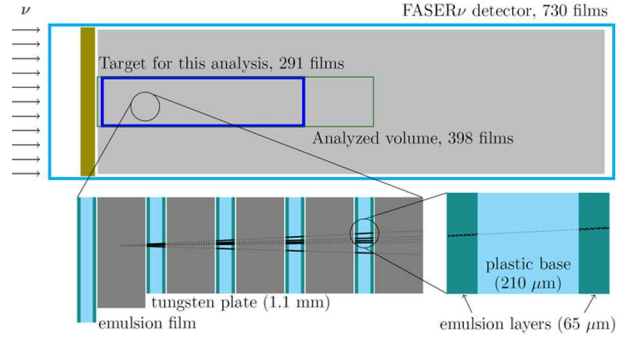 ν
FASERν detector, 730 films
Target for this analysis, 291 films
Analyzed volume, 398 films
plastic base
(210 μm)
tungsten plate (1.1 mm)
emulsion film
emulsion layers (65 μm)